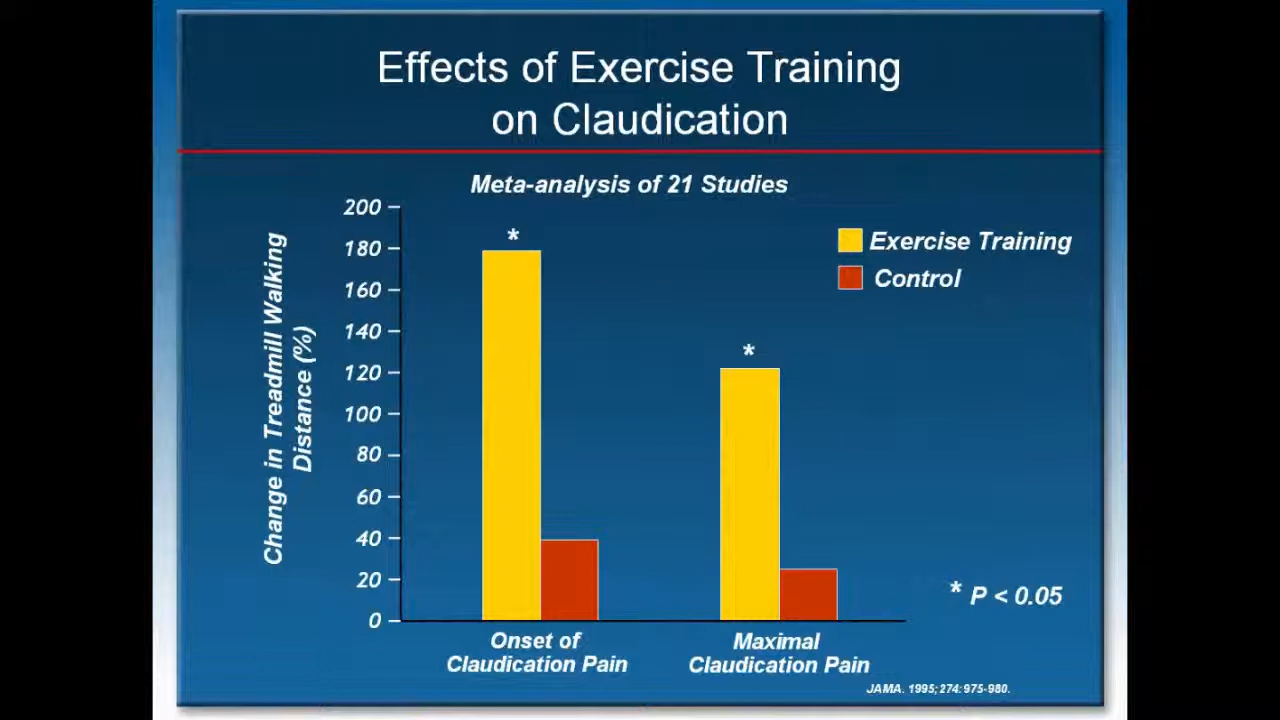 Effects of Exercise Training
on Claudication
Meta-analysis of 21 Studies
Change in Treadmill Walking
Distance (%)
200
180
160
140
120
100
80
60
40
20
0
*
*
Exercise Training
Control
* P < 0.05
Onset of
Claudication Pain
Maximal
Claudication Pain
JAMA. 1995; 274: 975-980.